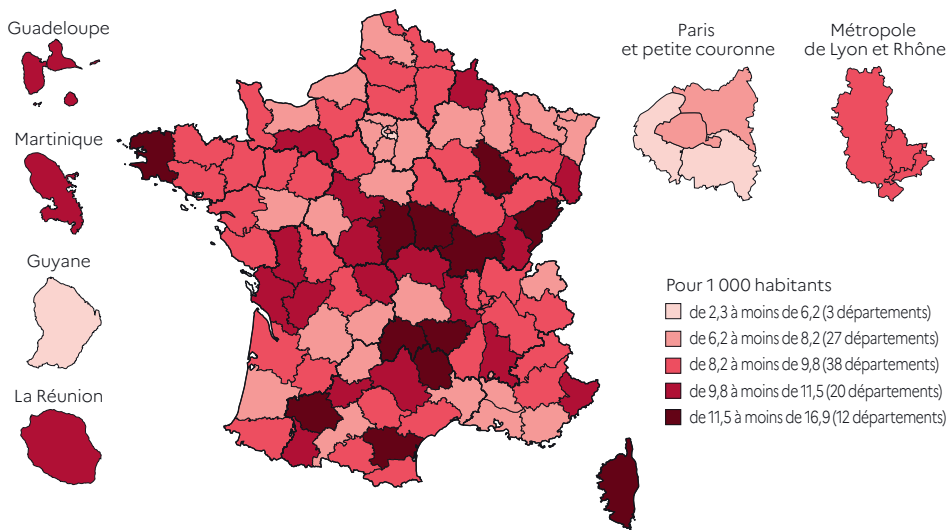 Guadeloupe
Martinique
Guyane
La Réunion
Paris
et petite couronne
Métropole
de Lyon et Rhône
Pour 1 000 habitants
de 2,3 à moins de 6,2 (3 départements)
de 6,2 à moins de 8,2 (27 départements)
de 8,2 à moins de 9,8 (38 départements)
de 9,8 à moins de 11,5 (20 départements)
de 11,5 à moins de 16,9 (12 départements)